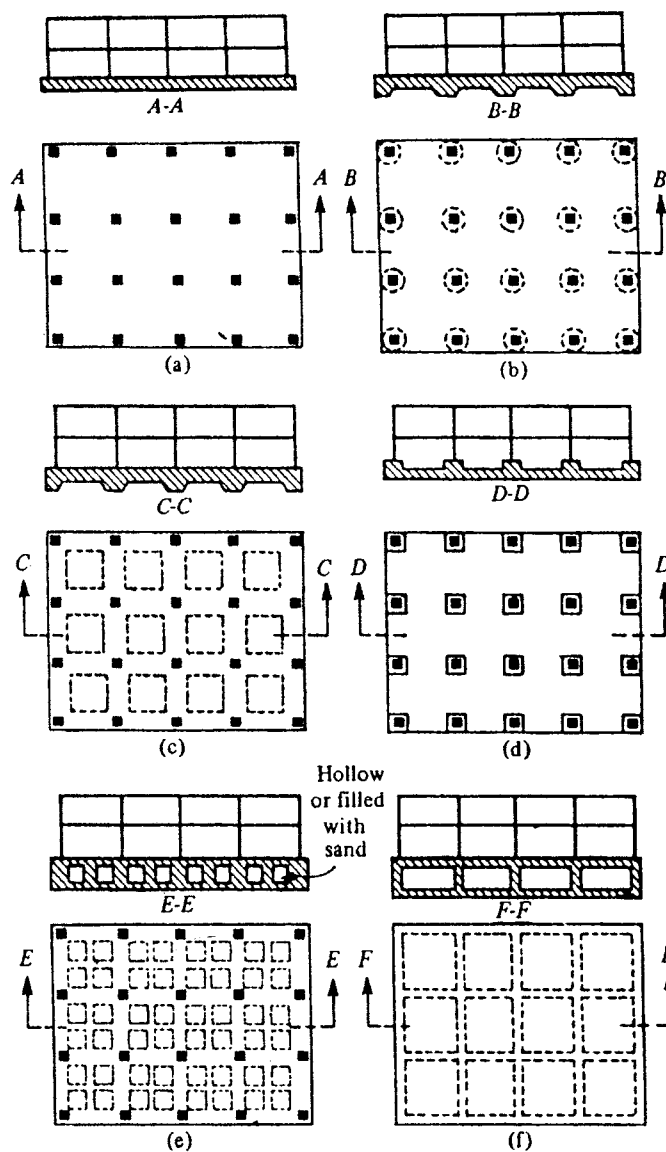 A-A
B-B
A
A
B
B
(a)
(b)
C-C
D-D
C
C
D
D
(c)
(d)
Hollow
or filled
with
sand
E-E
F-F
E
E
F
(e)
(f)